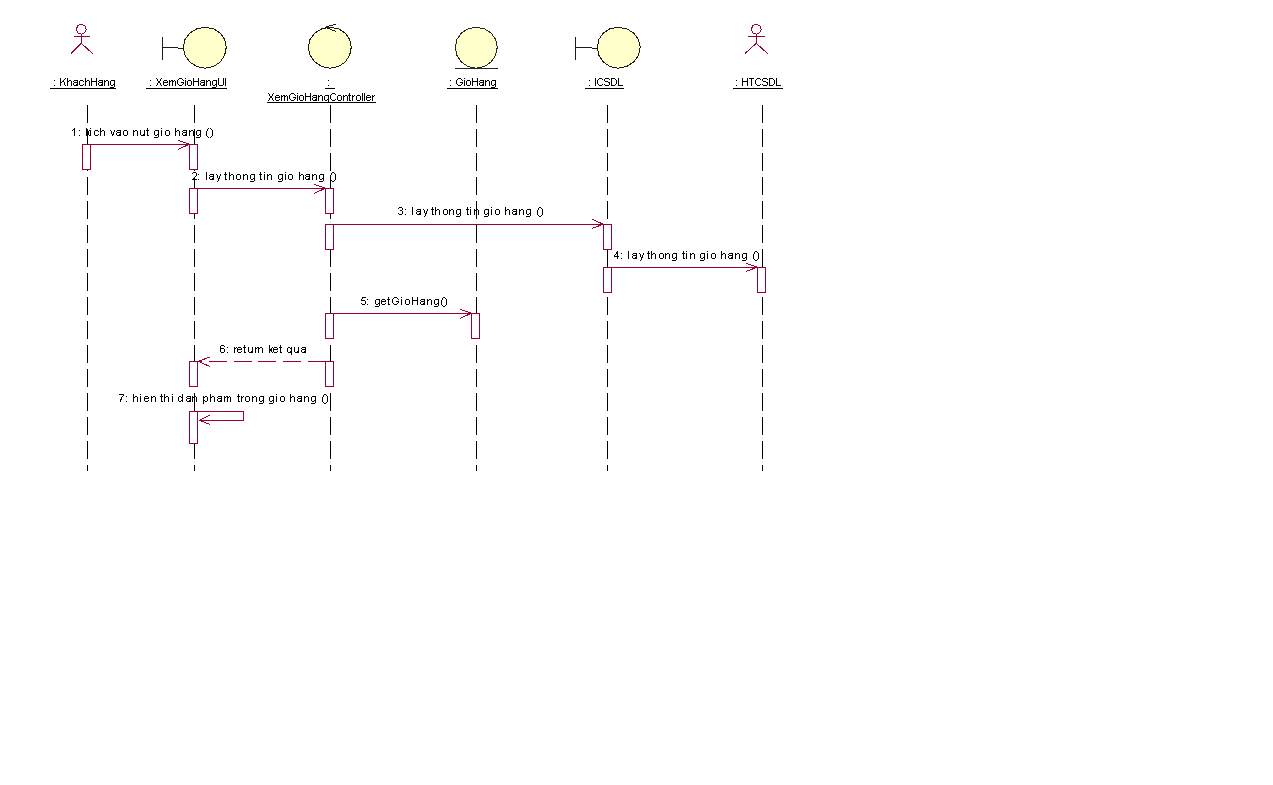 : KhachHang
: XemGioHangUI
:
XemGioHangController
: GioHang
: ICSDL
: HTCSDL
1: kich vao nut gio hang ()
2: lay thong tin gio hang ()
3: lay thong tin gio hang ()
4: lay thong tin gio hang ()
5: getGioHang()
6: return ket qua
7: hien thi dan pham trong gio hang ()